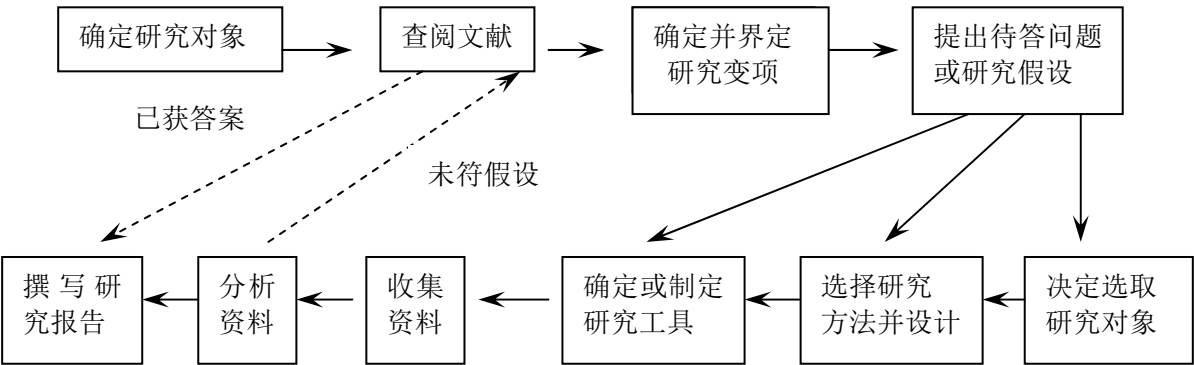 确定研究对象
查阅文献
确定并界定
研究变项
提出待答问题
或研究假设
已获答案
未符假设
撰写研
究报告
分析
资料
收集
资料
确定或制定
研究工具
选择研究
方法并设计
决定选取
研究对象